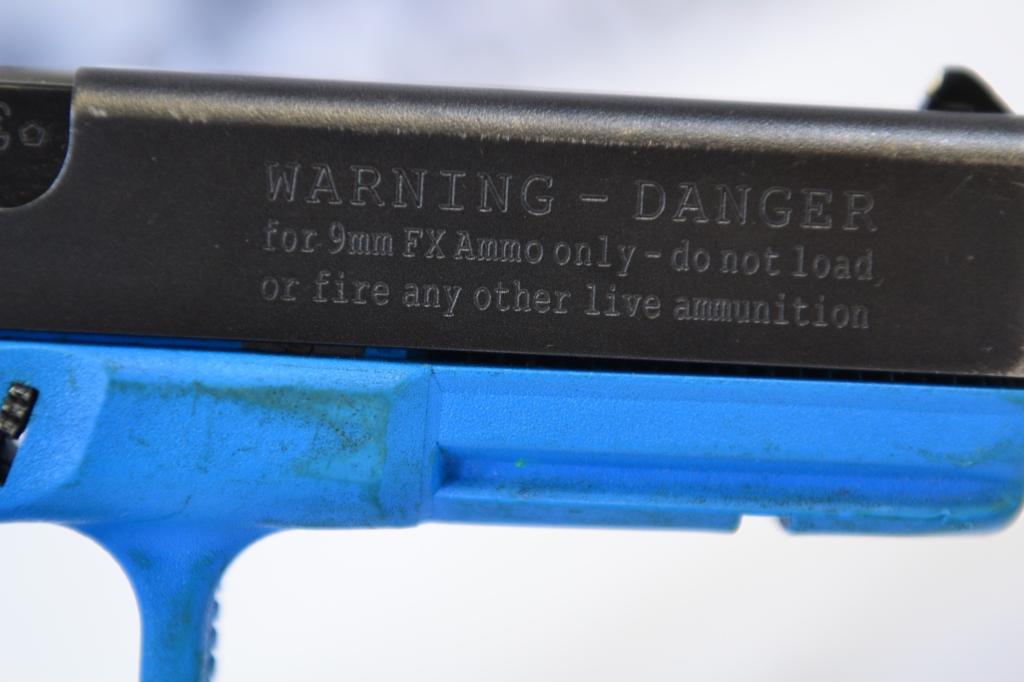 WARNING - DANGER
for 9mm FX Ammo only - do not load,
or fire any other live ammunition